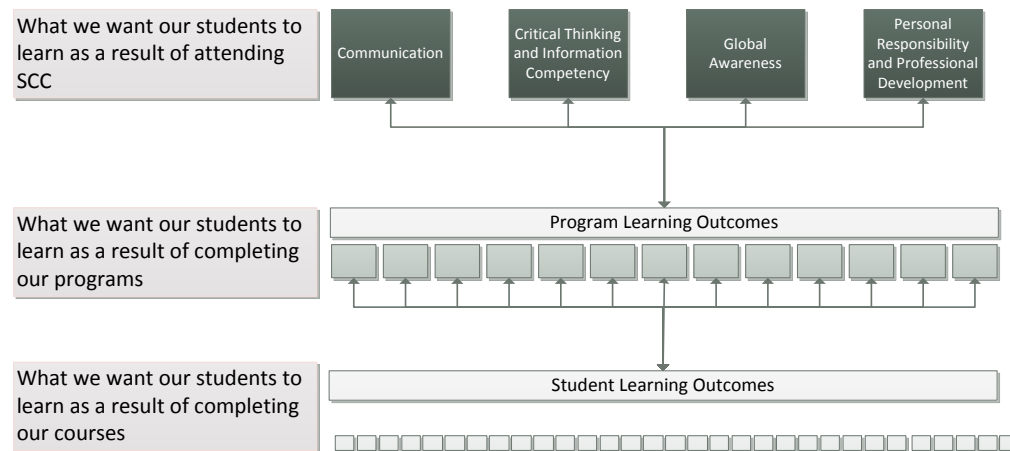 What we want our students to
learn as a result of attending
SCC
Communication
Critical Thinking
and Information
Competency
Global
Awareness
Personal
Responsibility
and Professional
Development
What we want our students to
learn as a result of completing
our programs
Program Learning Outcomes
What we want our students to
learn as a result of completing
our courses
Student Learning Outcomes